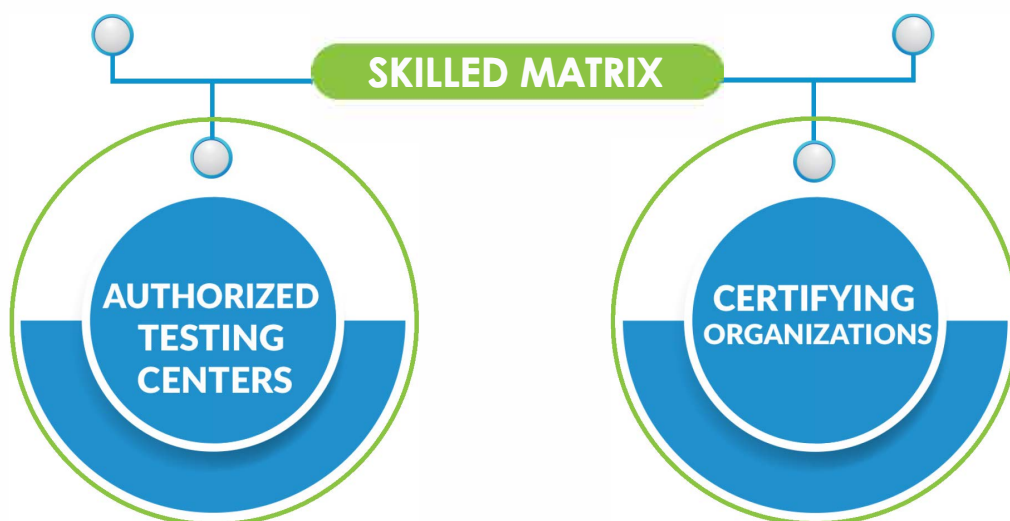 SKILLED MATRIX
AUTHORIZED
TESTING
CENTERS
CERTIFYING
ORGANIZATIONS